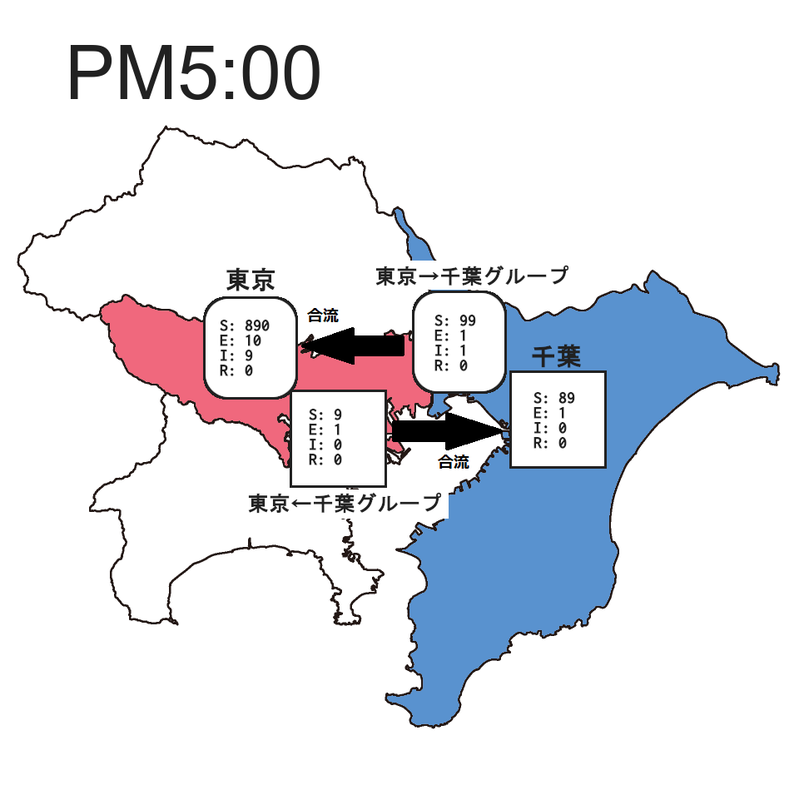 PM5:00
東京
S: 890
E: 10
I: 9
R: 0
合流
東京→千葉グループ
S: 99
E: 1
I: 1
R: 0
千葉
S: 89
E: 1
I: 0
R: 0
S: 9
E: 1
I: 0
R: 0
合流
東京←千葉グループ